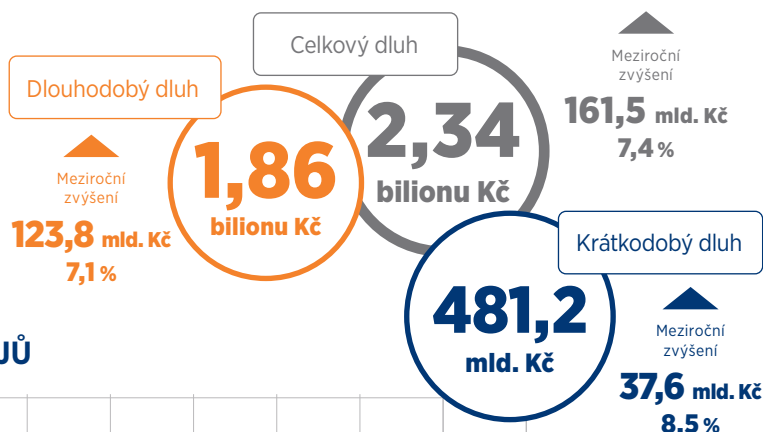 Celkový dluh
2,34
bilionu Kč
Meziroční
zvýšení
161,5 mld. Kč
7,4 %
Dlouhodobý dluh
1,86
bilionu Kč
Meziroční
zvýšení
123,8 mld. Kč
7,1 %
Krátkodobý dluh
481,2
mld. Kč
Meziroční
zvýšení
37,6 mld. Kč
8,5 %
JŮ